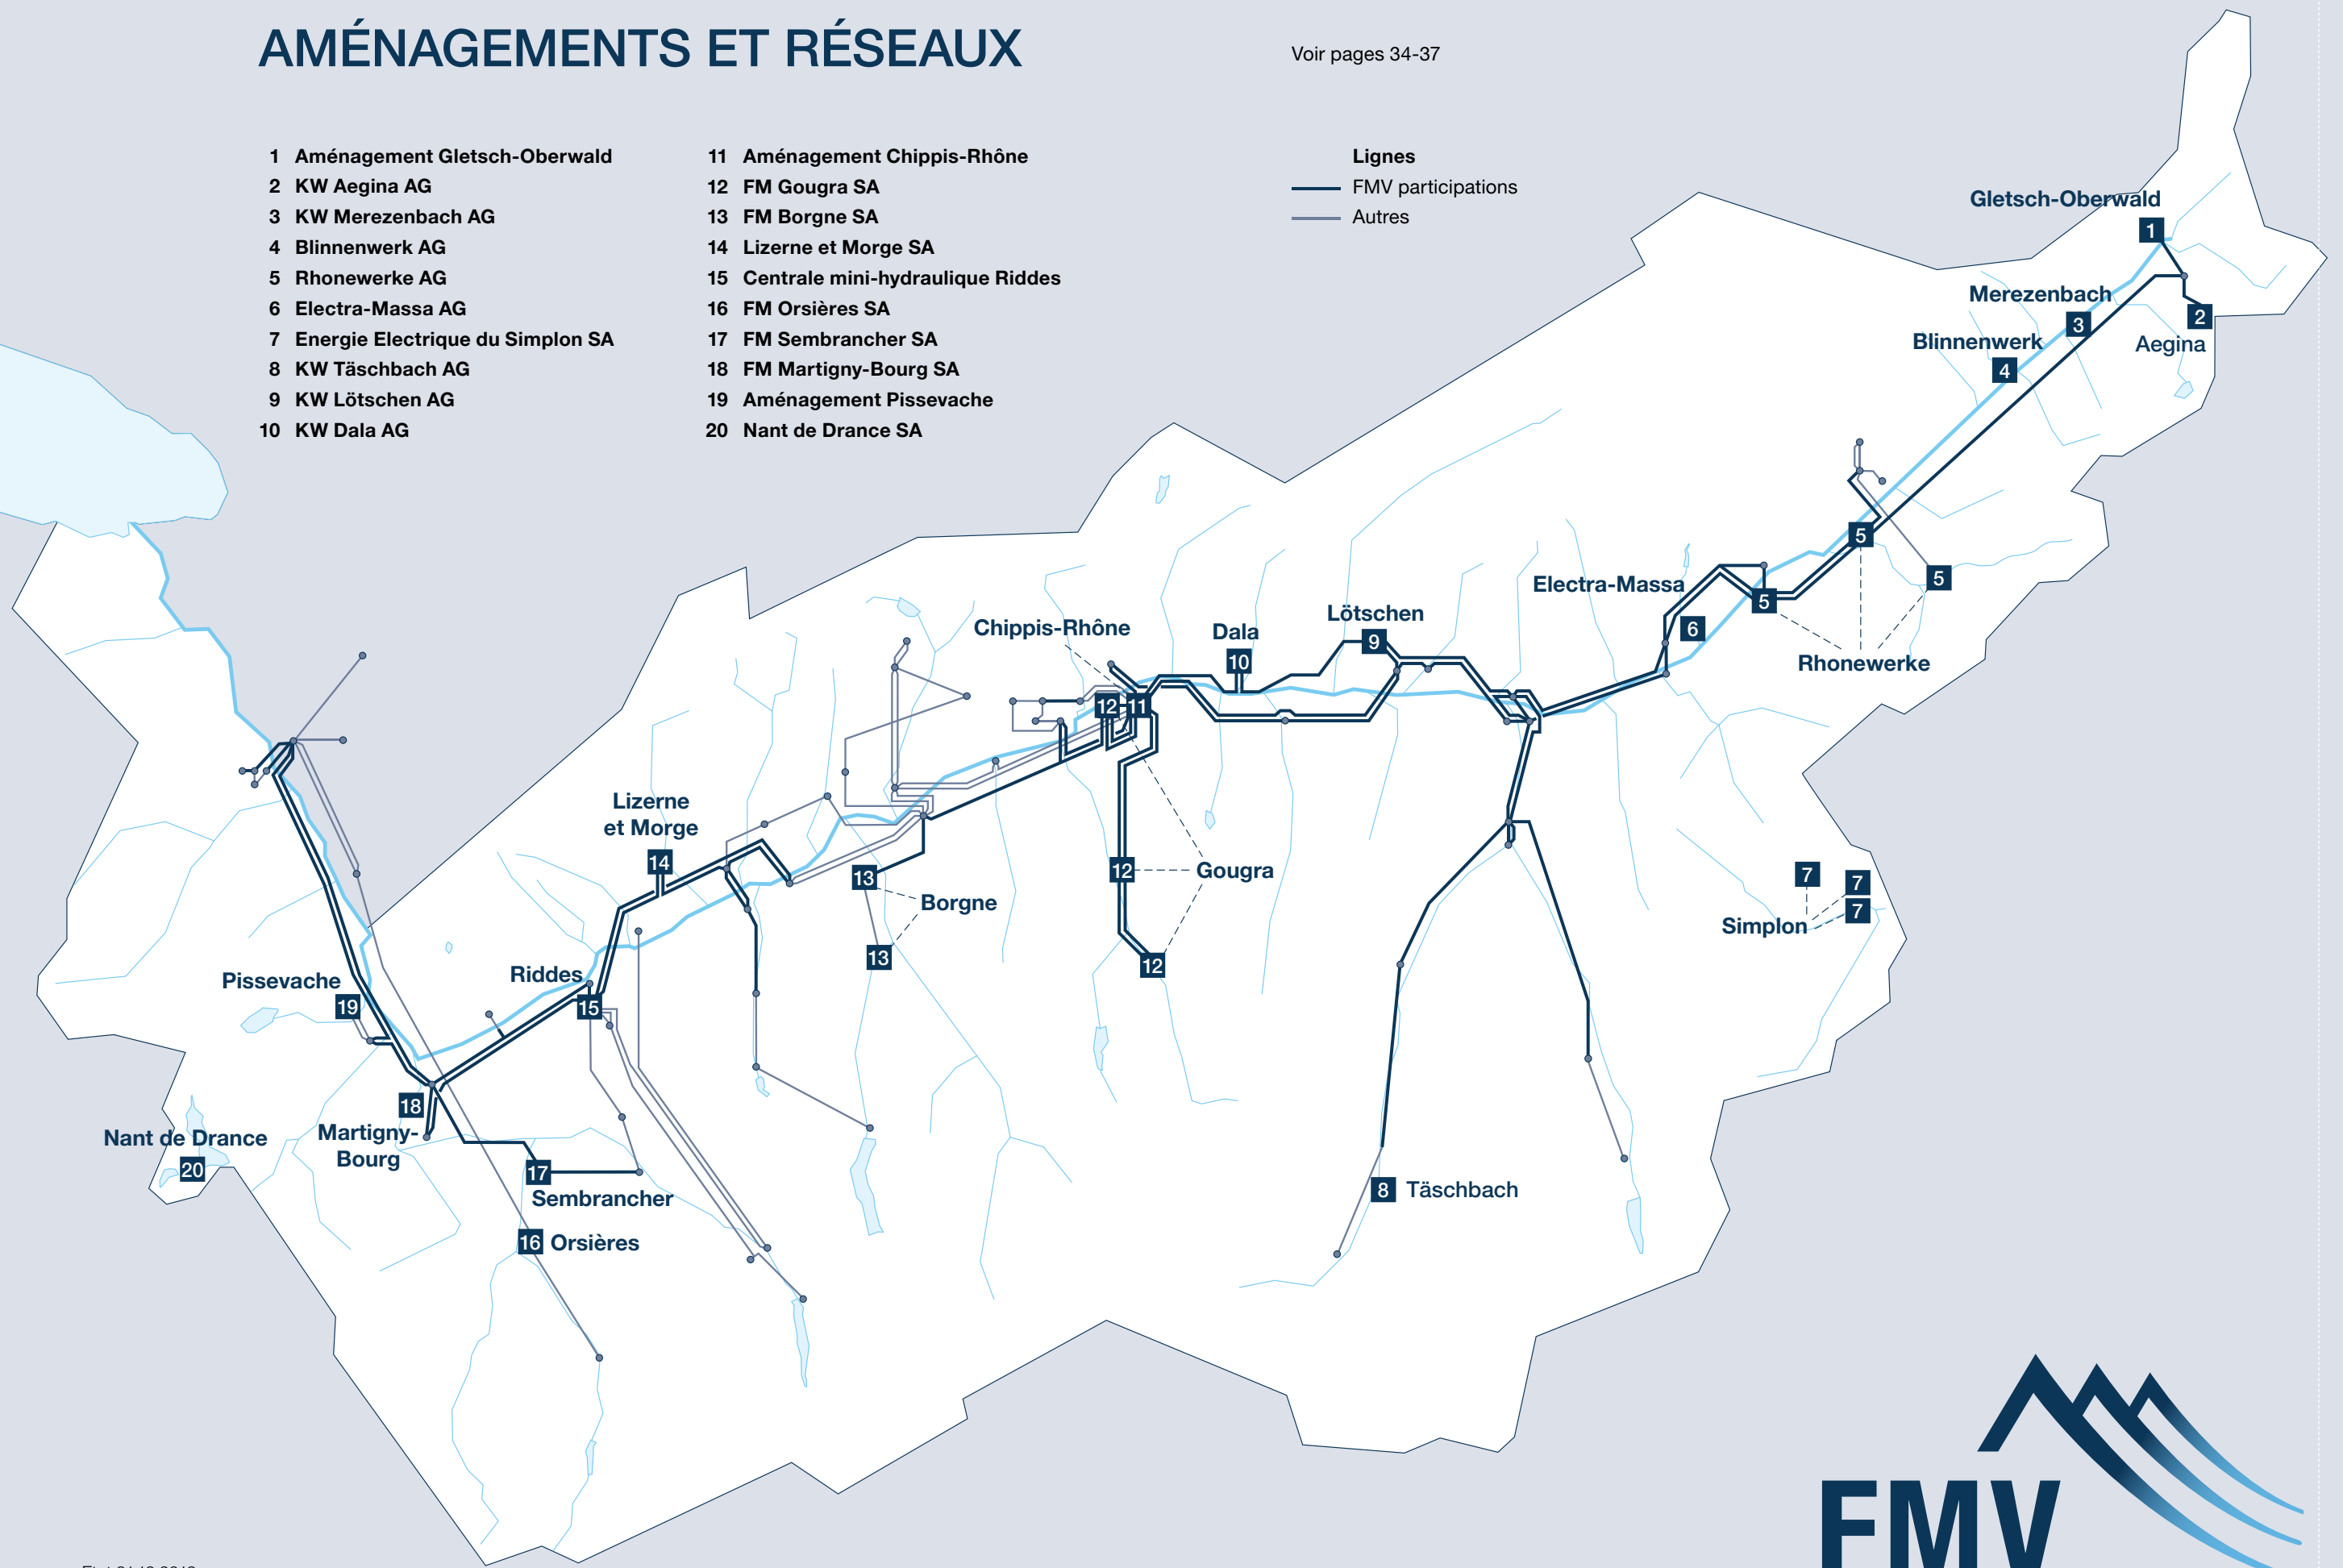 AMÉNAGEMENTS ET RÉSEAUX
Voir pages 34-37
1 Aménagement Gletsch-Oberwald
2 KW Aegina AG
3 KW Merezenbach AG
4 Blinnenwerk AG
5 Rhonewerke AG
6 Electra-Massa AG
7 Energie Electrique du Simplon SA
8 KW Täschbach AG
9 KW Lötschen AG
10 KW Dala AG
11 Aménagement Chippis-Rhône
12 FM Gougra SA
13 FM Borgne SA
14 Lizerne et Morge SA
15 Centrale mini-hydraulique Riddes
16 FM Orsières SA
17 FM Sembrancher SA
18 FM Martigny-Bourg SA
19 Aménagement Pissevache
20 Nant de Drance SA
Lignes
FMV participations
Autres
Gletsch-Oberwald
1
Merezenbach
3
2
Aegina
Blinnenwerk
4
5
5
5
Rhonewerke
Electra-Massa
6
Lötschen
9
Dala
10
Chippis-Rhône
12
11
12
Gougra
12
7
7
7
Simplon
Lizerne
et Morge
14
13
Borgne
13
Riddes
15
Pissevache
19
18
Martigny-
Bourg
Nant de Drance
20
17
Sembrancher
16 Orsières
8 Täschbach
FMV